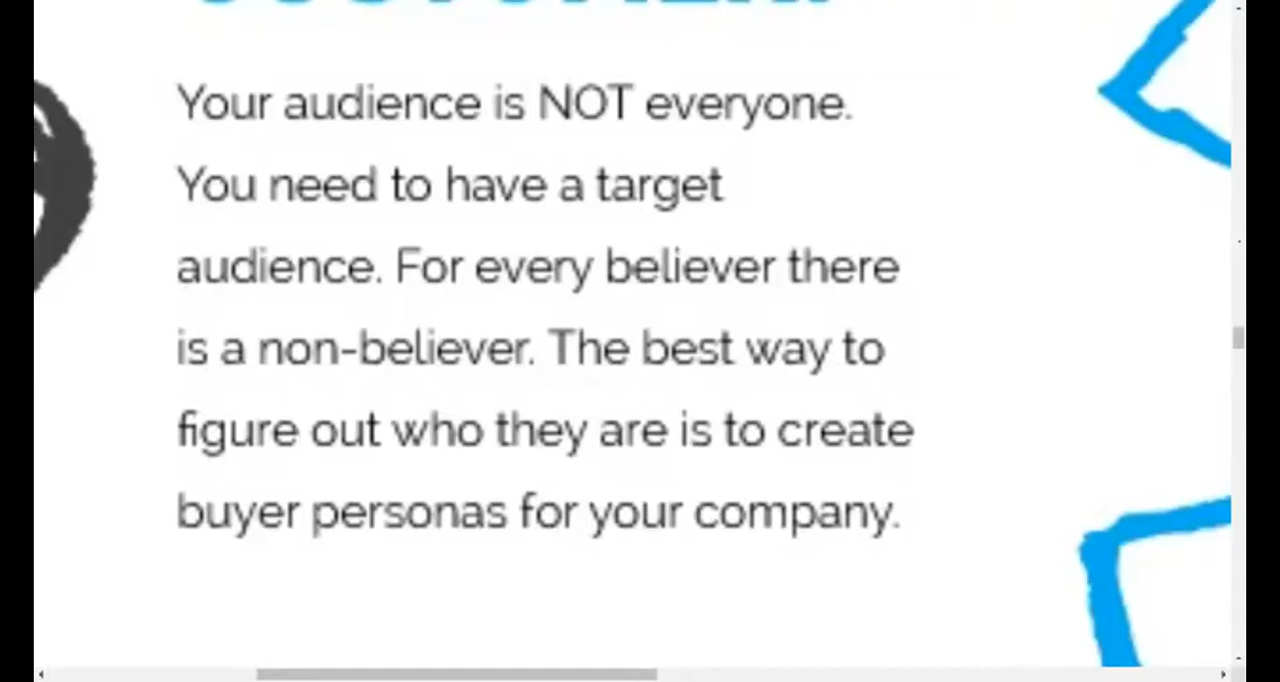 Your audience is NOT everyone.
You need to have a target
audience. For every believer there
is a non-believer. The best way to
figure out who they are is to create
buyer personas for your company.